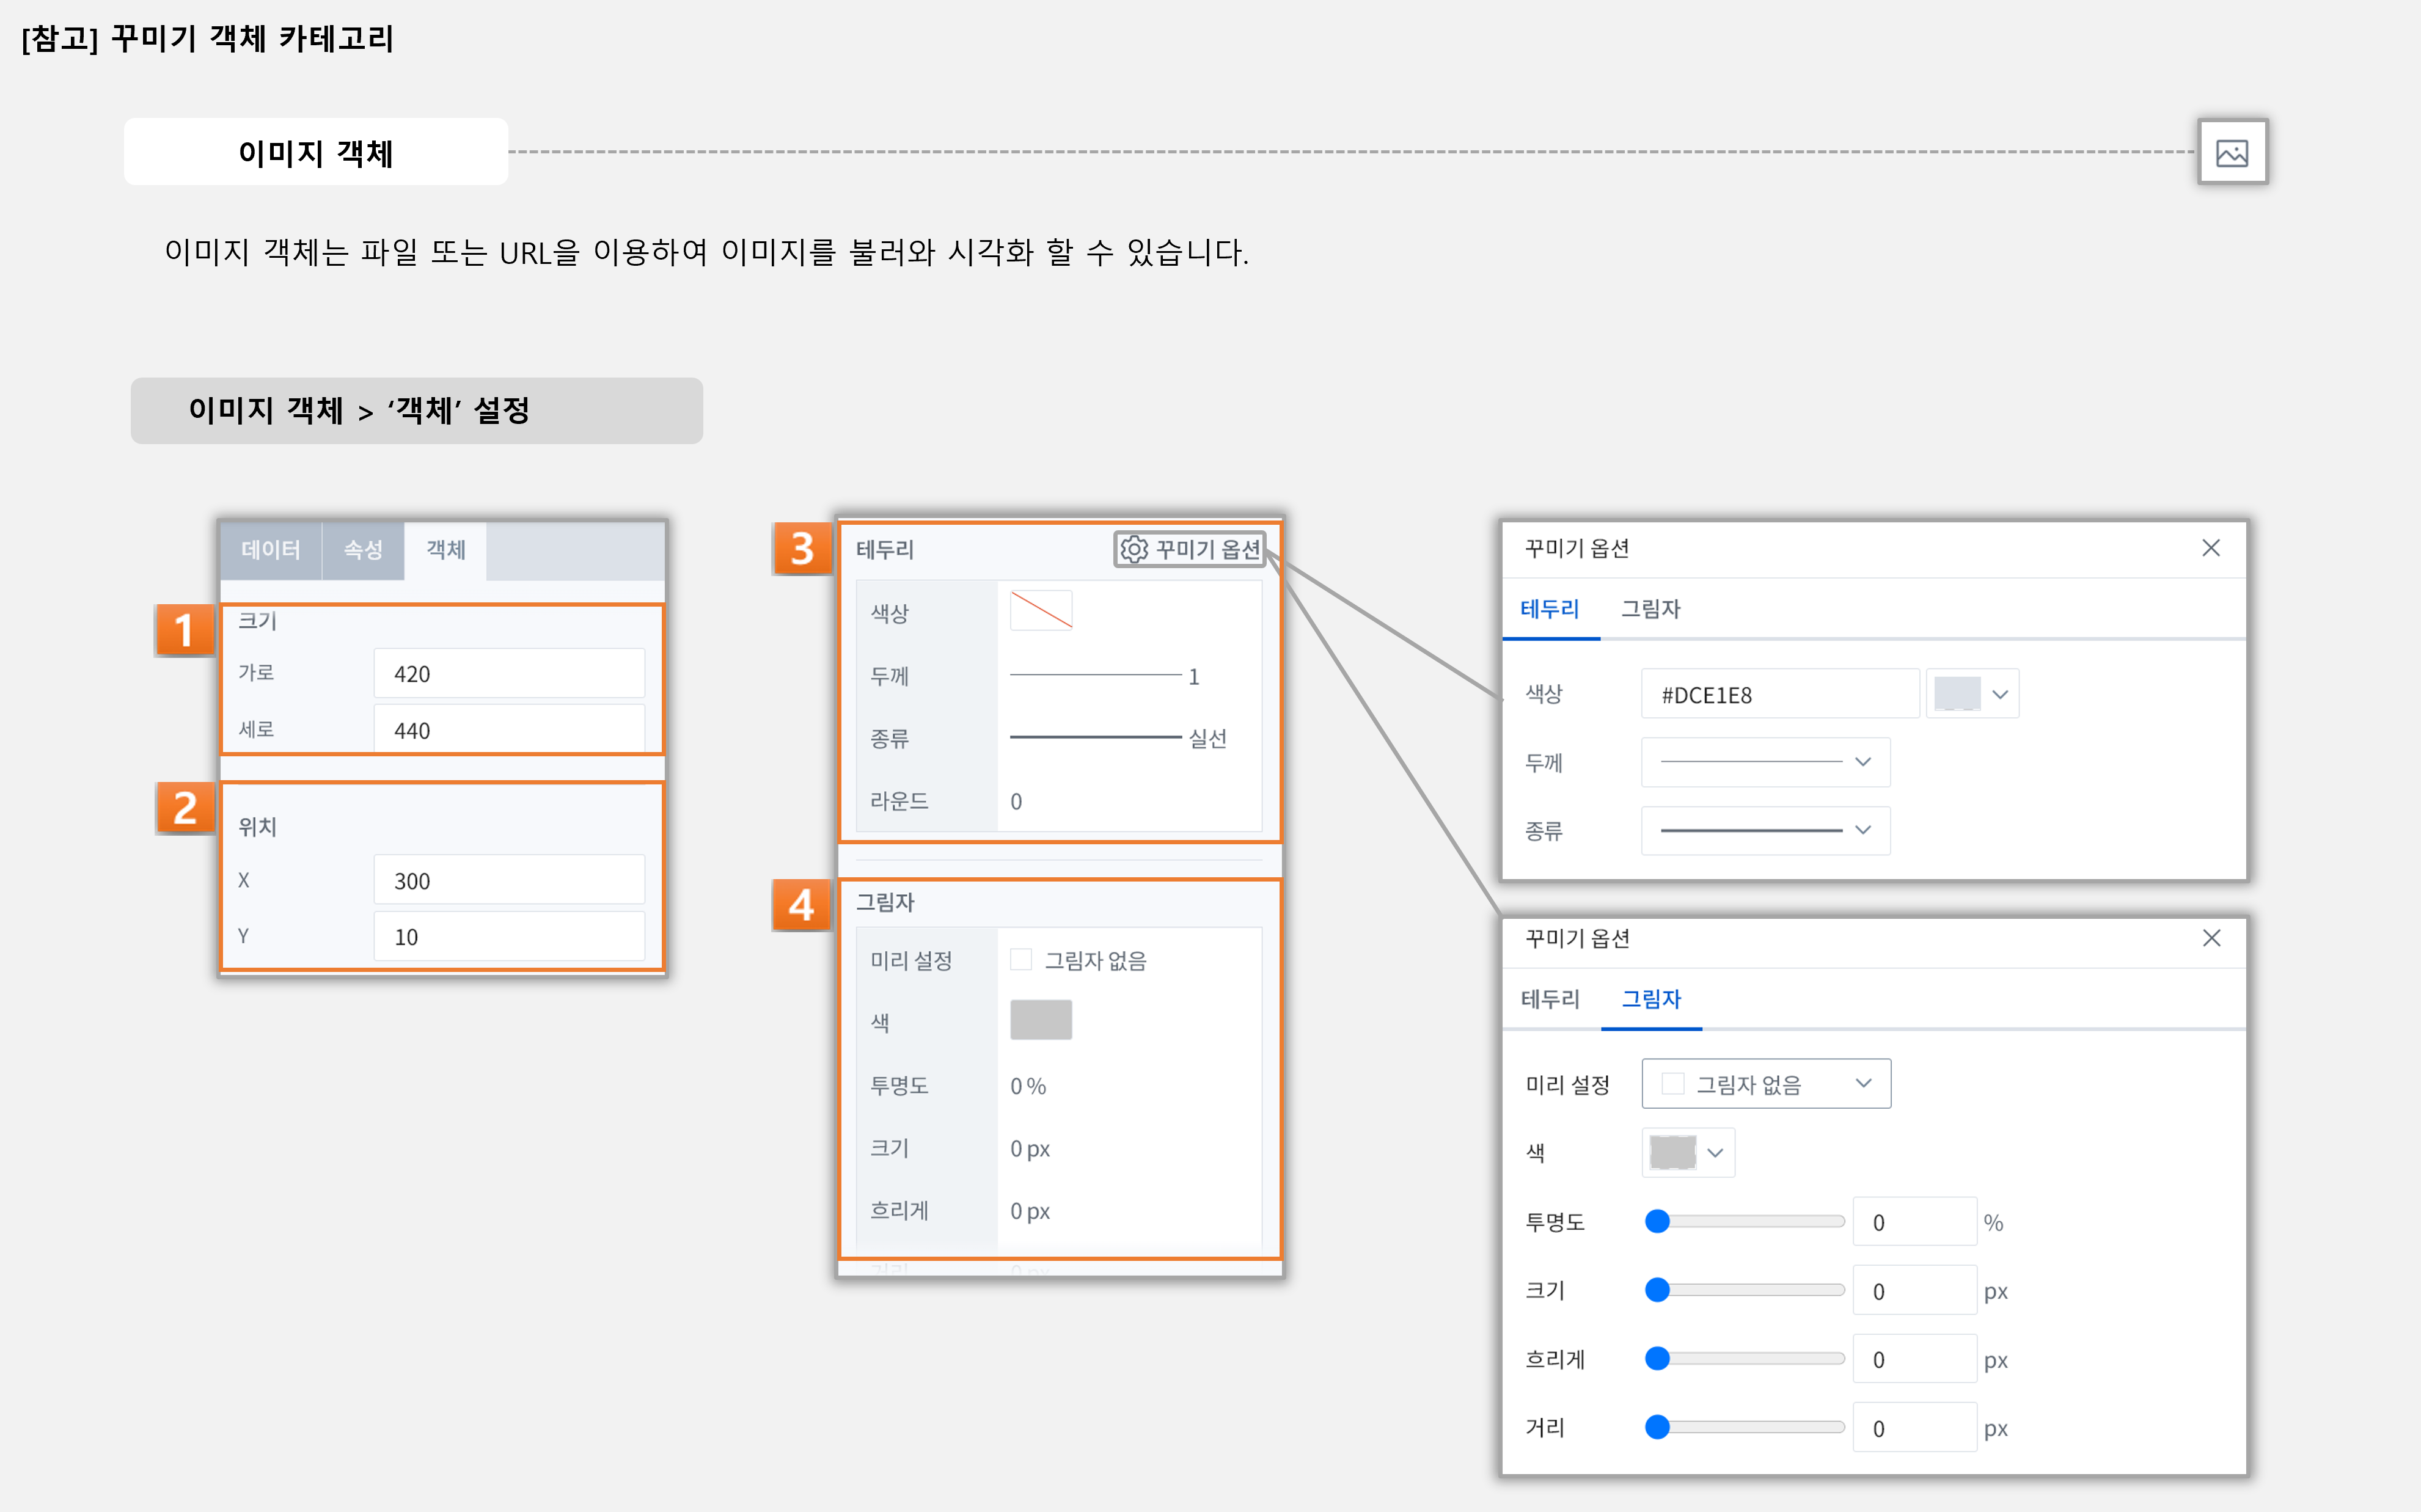 [참고] 꾸미기 객체 카테고리
이미지 객체
이미지 객체는 파일 또는 URL을 이용하여 이미지를 불러와 시각화 할 수 있습니다.
이미지 객체 > ‘객체’ 설정
데이터 속성 객체
1
크기
가로 420
세로 440
2
위치
X 300
Y 10
3
테두리 꾸미기 옵션
색상
두께 1
종류 실선
라운드 0
4
그림자
미리 설정 그림자 없음
색
투명도 0 %
크기 0 px
흐리게 0 px
거리 0 px
꾸미기 옵션
테두리 그림자
색상 #DCE1E8
두께
종류
꾸미기 옵션
테두리 그림자
미리 설정 그림자 없음
색
투명도 0 %
크기 0 px
흐리게 0 px
거리 0 px